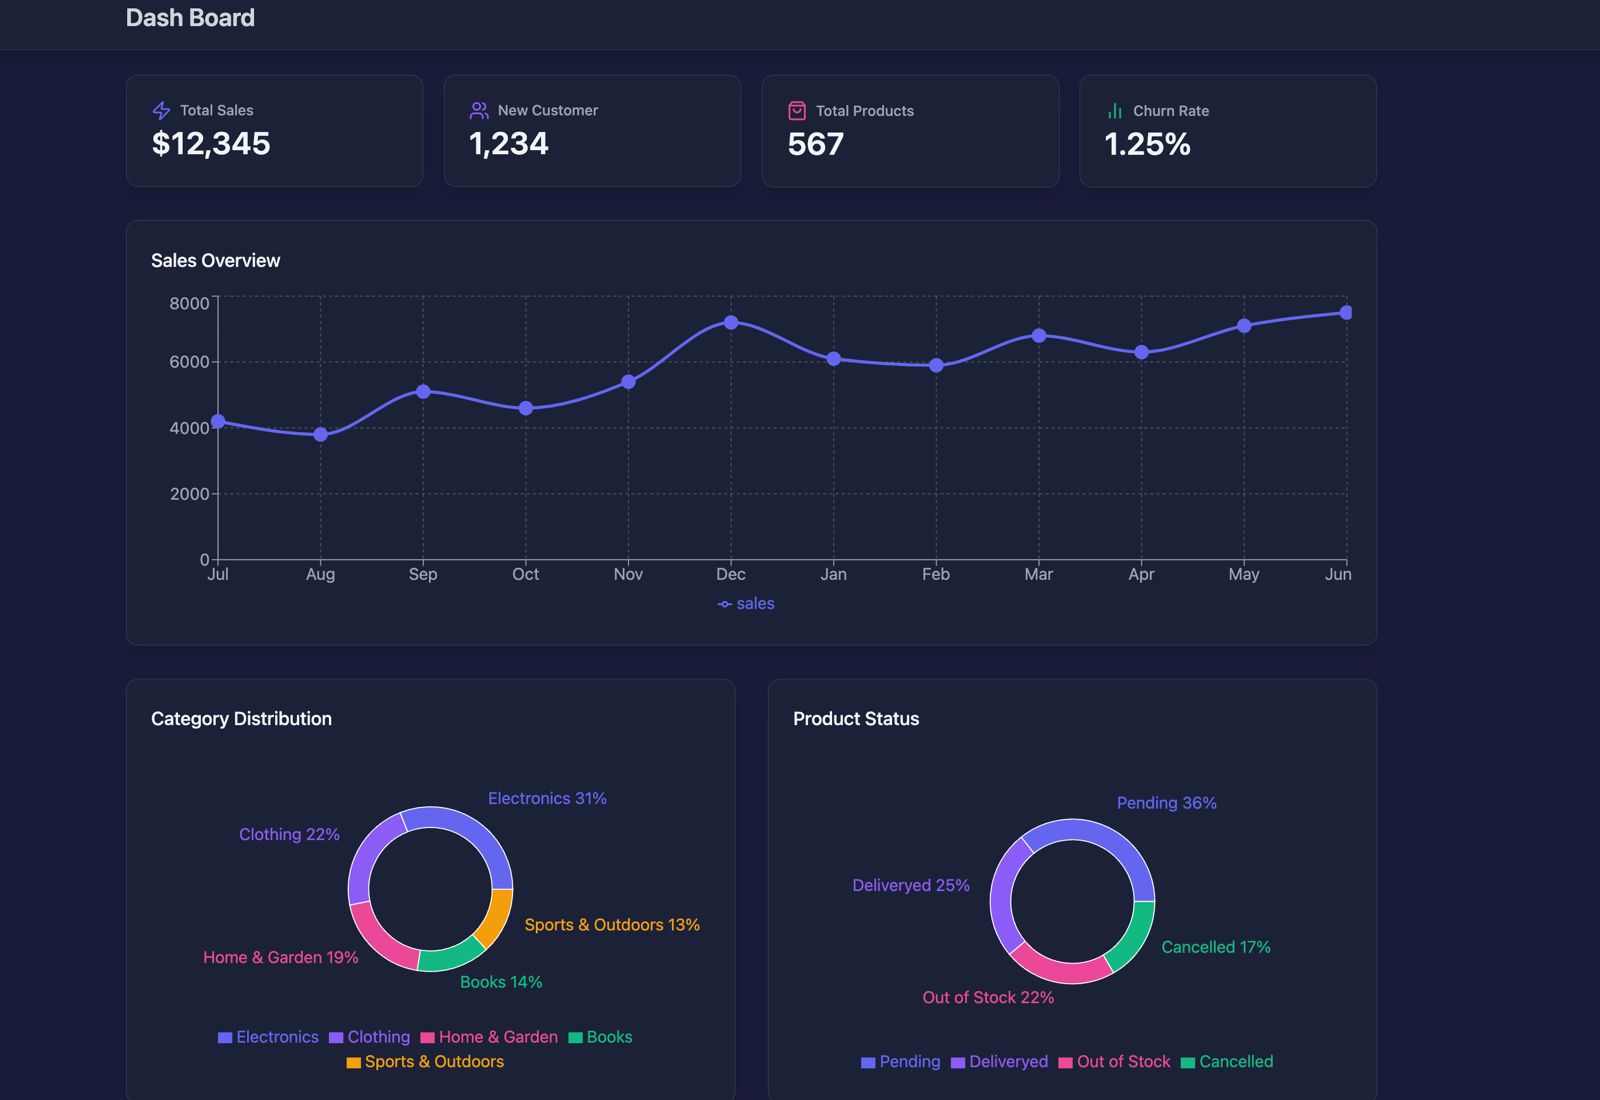 Dash Board
Total Sales
$12,345
New Customer
1,234
Total Products
567
Churn Rate
1.25%
Sales Overview
8000
6000
4000
2000
0
Jul Aug Sep Oct Nov Dec Jan Feb Mar Apr May Jun
sales
Category Distribution
Electronics 31%
Clothing 22%
Sports & Outdoors 13%
Home & Garden 19%
Books 14%
Electronics Clothing Home & Garden Books
Sports & Outdoors
Product Status
Pending 36%
Deliveryed 25%
Cancelled 17%
Out of Stock 22%
Pending Deliveryed Out of Stock Cancelled